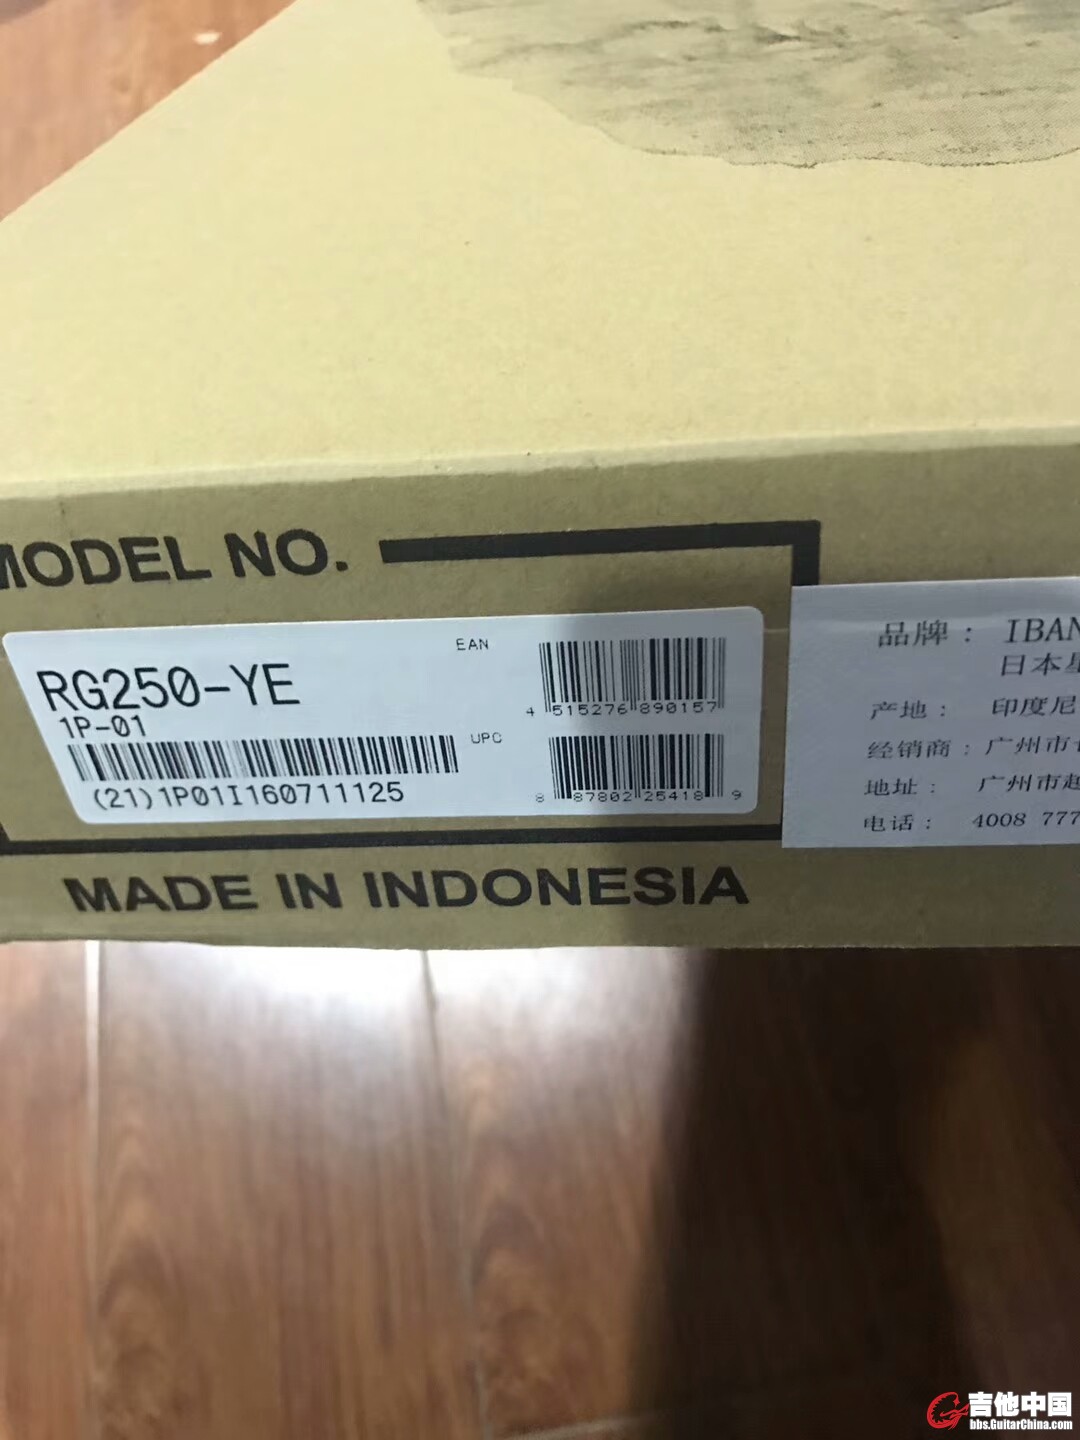 MODEL NO.
RG250-YE
1P-01
(21)1P01I160711125
EAN
4 515276 890157
UPC
8 87802 25418 9
MADE IN INDONESIA
品牌： IBAN
日本星
产地： 印度尼
经销商：广州市
地址： 广州市越
电话： 4008 777
吉他中国
bbs.GuitarChina.com